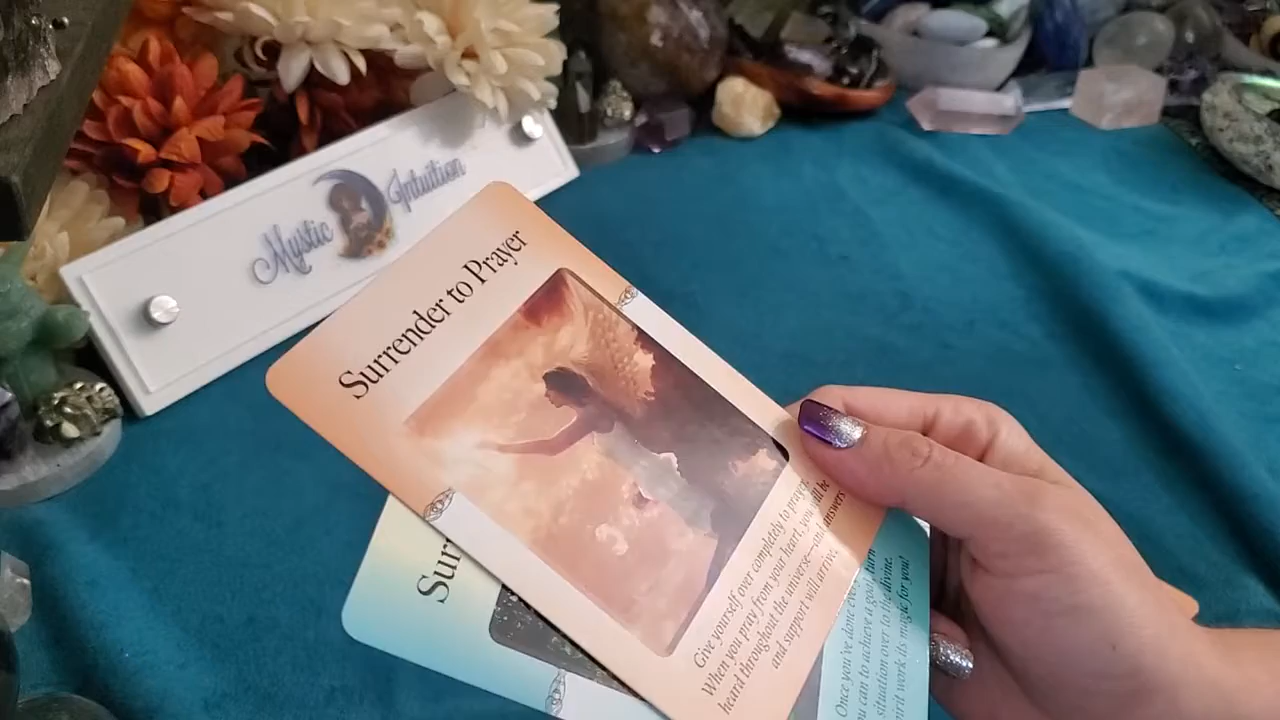 Mystic Intuition
Surrender to Prayer
Give yourself over completely to prayer.
When you pray from your heart, you will be
heard throughout the universe—and answers
and support will arrive.
Sur
Once you've done every
can to achieve a goal, turn
situation over to the divine.
work its magic for you!